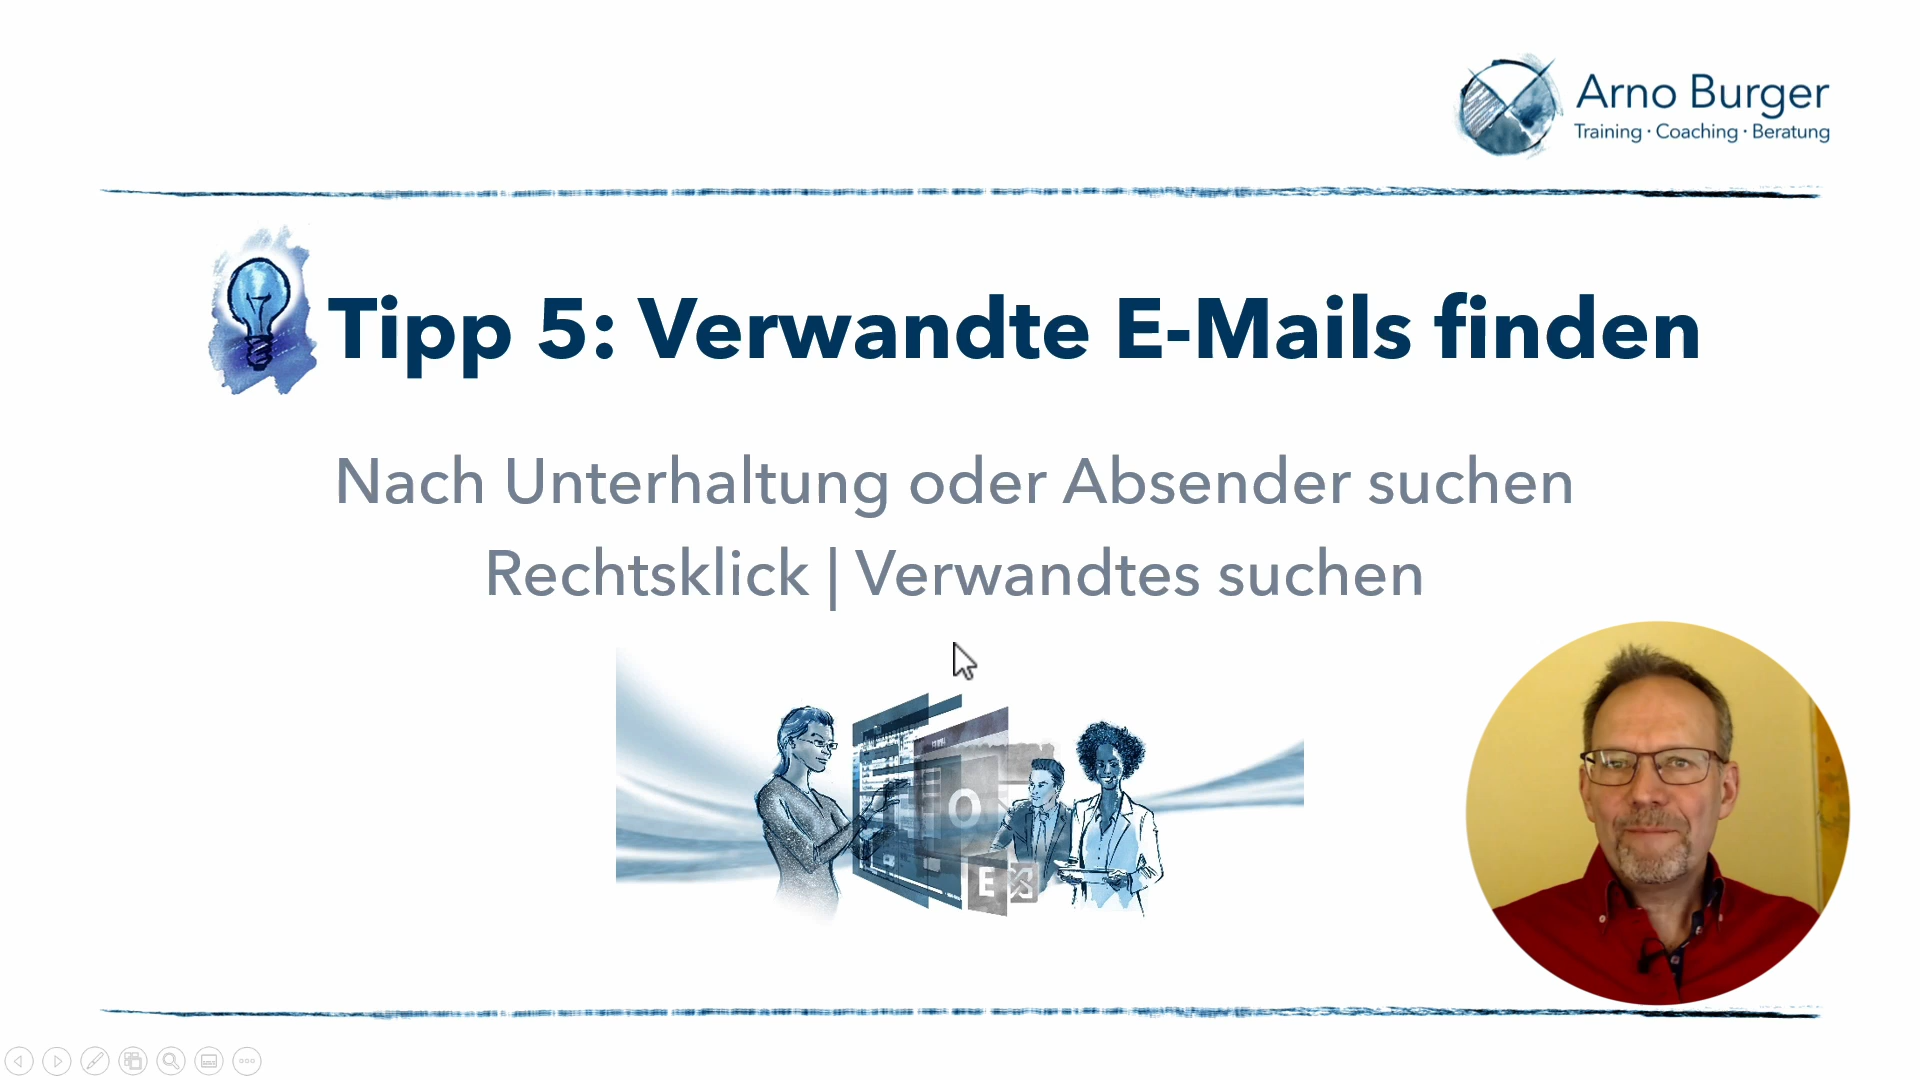 Arno Burger
Training · Coaching · Beratung
Tipp 5: Verwandte E-Mails finden
Nach Unterhaltung oder Absender suchen
Rechtsklick | Verwandtes suchen
O
E